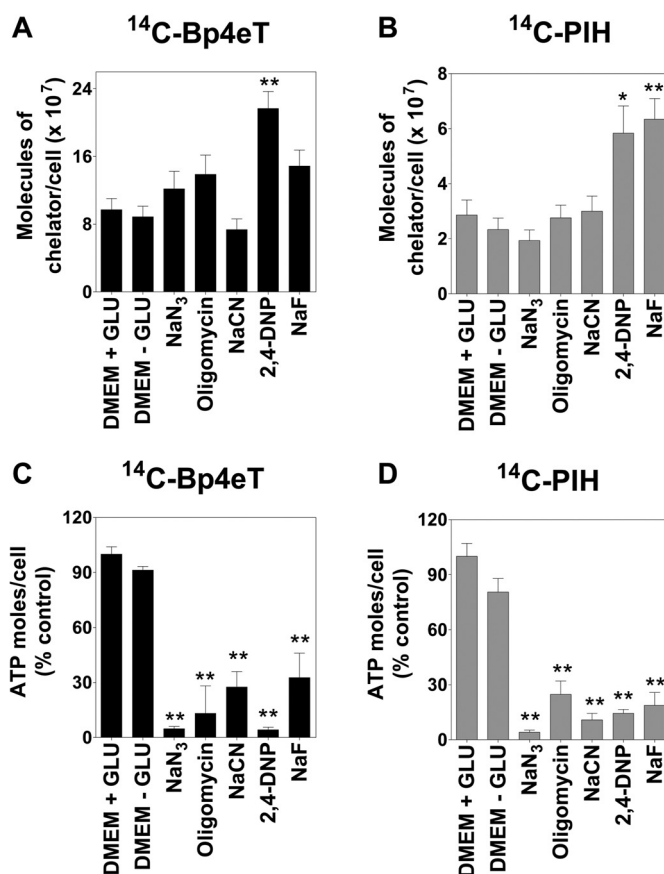 A
¹⁴C-Bp4eT
Molecules of
chelator/cell (x 10⁷)
24
16
8
0
**
DMEM + GLU
DMEM - GLU
NaN₃
Oligomycin
NaCN
2,4-DNP
NaF
B
¹⁴C-PIH
Molecules of
chelator/cell (x 10⁷)
8
6
4
2
0
*
**
DMEM + GLU
DMEM - GLU
NaN₃
Oligomycin
NaCN
2,4-DNP
NaF
C
¹⁴C-Bp4eT
ATP moles/cell
(% control)
120
90
60
30
0
**
**
**
**
**
DMEM + GLU
DMEM - GLU
NaN₃
Oligomycin
NaCN
2,4-DNP
NaF
D
¹⁴C-PIH
ATP moles/cell
(% control)
120
90
60
30
0
**
**
**
**
**
DMEM + GLU
DMEM - GLU
NaN₃
Oligomycin
NaCN
2,4-DNP
NaF